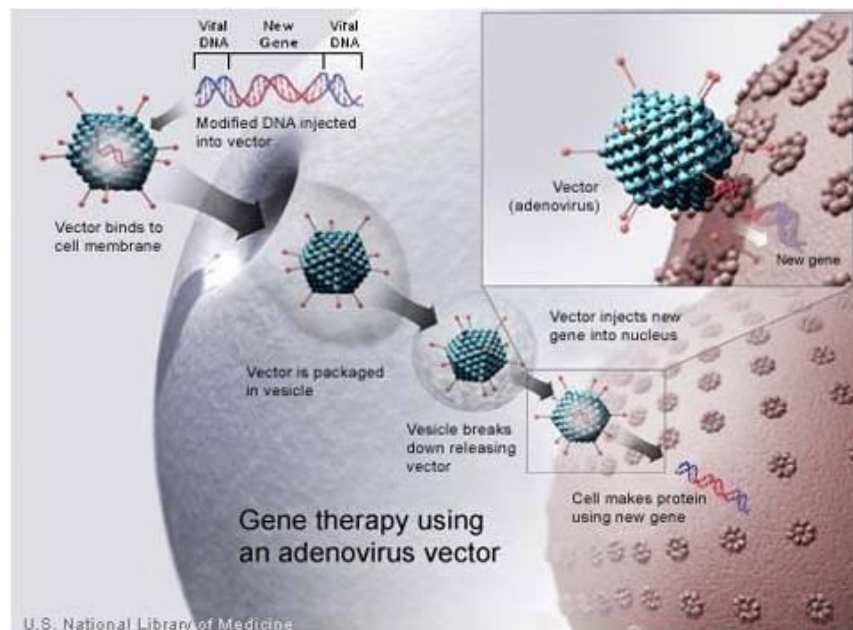 Viral New Viral
DNA Gene DNA
Modified DNA injected
into vector
Vector binds to
cell membrane
Vector
(adenovirus)
New gene
Vector injects new
gene into nucleus
Vector is packaged
in vesicle
Vesicle breaks
down releasing
vector
Cell makes protein
using new gene
Gene therapy using
an adenovirus vector
U.S. National Library of Medicine